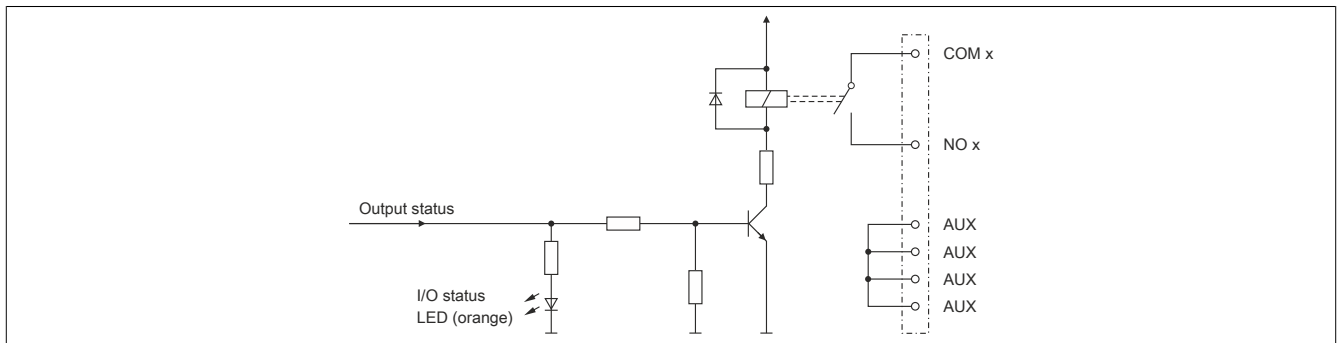 COM x
NO x
Output status
AUX
AUX
AUX
AUX
I/O status
LED (orange)